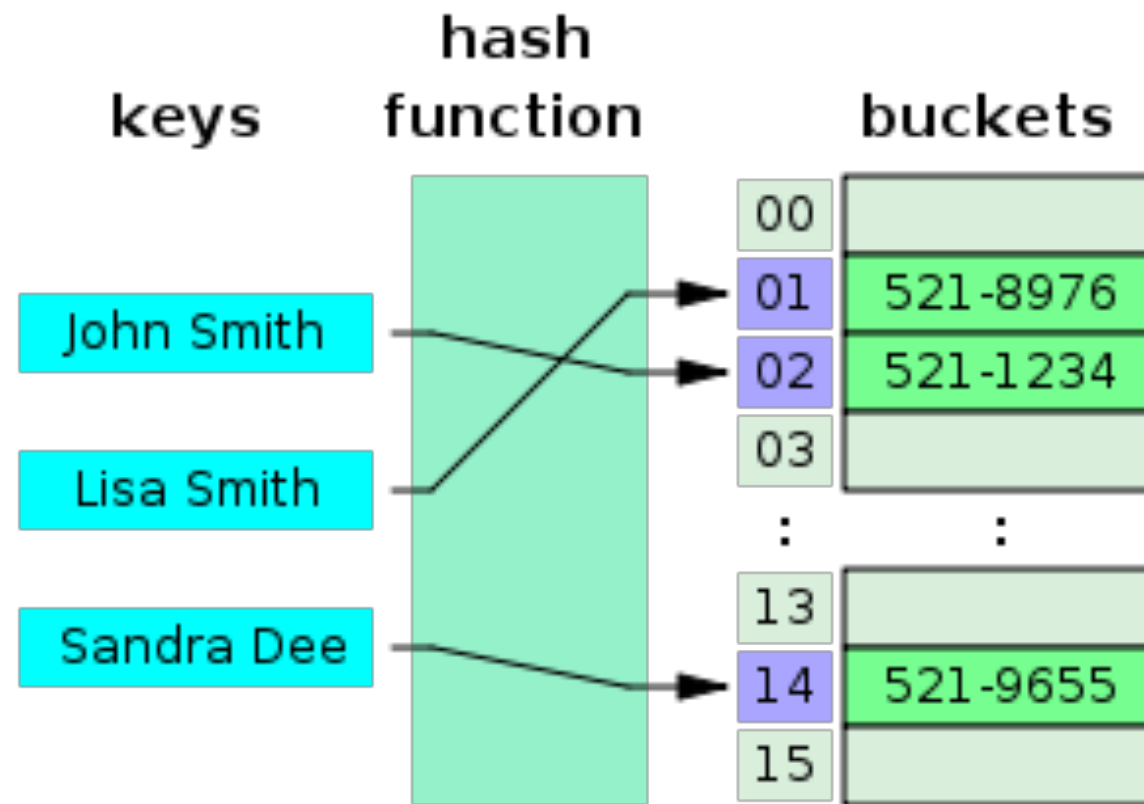 hash
keys function buckets
00
01 521-8976
John Smith
02 521-1234
03
Lisa Smith
: :
13
Sandra Dee
14 521-9655
15